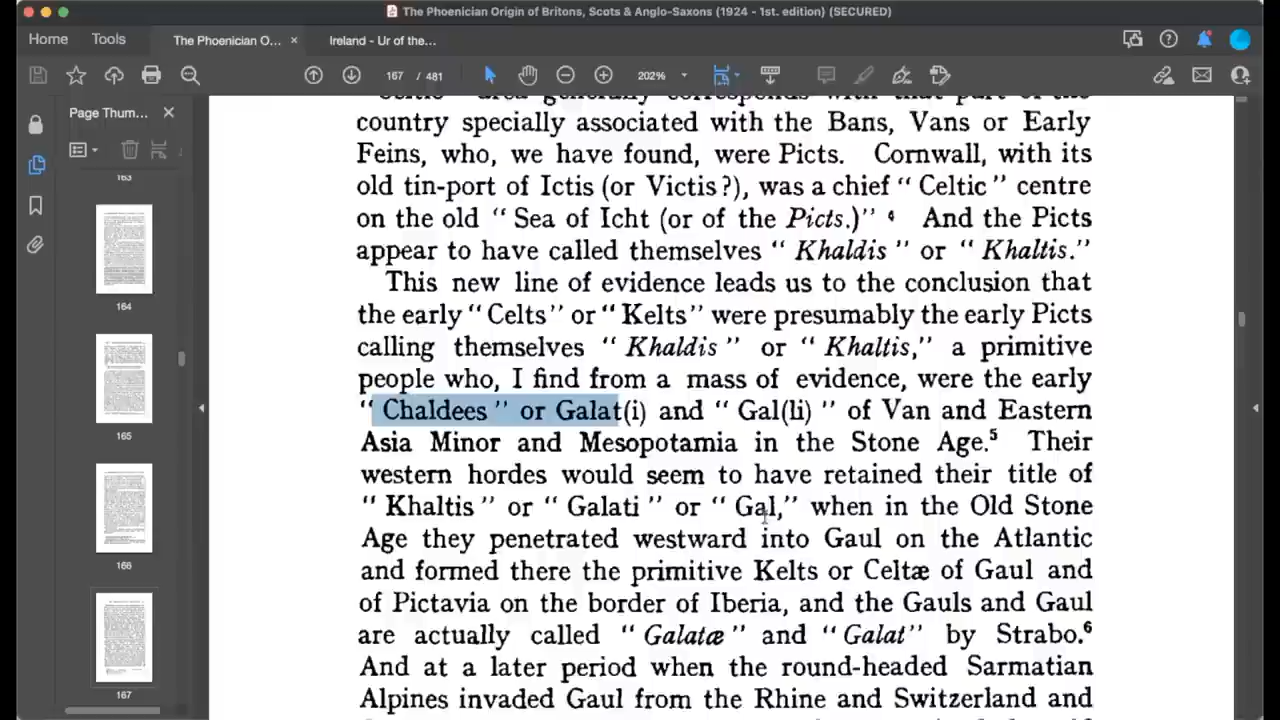 The Phoenician Origin of Britons, Scots & Anglo-Saxons (1924 - 1st. edition) (SECURED)
Home Tools The Phoenician O... × Ireland - Ur of the...
167 / 481 202%
Page Thum... ×
163
164
165
166
167
country specially associated with the Bans, Vans or Early
Feins, who, we have found, were Picts. Cornwall, with its
old tin-port of Ictis (or Victis?), was a chief “ Celtic ” centre
on the old “ Sea of Icht (or of the Picts.)” 4 And the Picts
appear to have called themselves “ Khaldis ” or “ Khaltis.”
This new line of evidence leads us to the conclusion that
the early “ Celts ” or “ Kelts ” were presumably the early Picts
calling themselves “ Khaldis ” or “ Khaltis,” a primitive
people who, I find from a mass of evidence, were the early
“ Chaldees ” or Galat(i) and “ Gal(li) ” of Van and Eastern
Asia Minor and Mesopotamia in the Stone Age.5 Their
western hordes would seem to have retained their title of
“ Khaltis ” or “ Galati ” or “ Gal,” when in the Old Stone
Age they penetrated westward into Gaul on the Atlantic
and formed there the primitive Kelts or Celtæ of Gaul and
of Pictavia on the border of Iberia, and the Gauls and Gaul
are actually called “ Galatæ ” and “ Galat ” by Strabo.6
And at a later period when the round-headed Sarmatian
Alpines invaded Gaul from the Rhine and Switzerland and